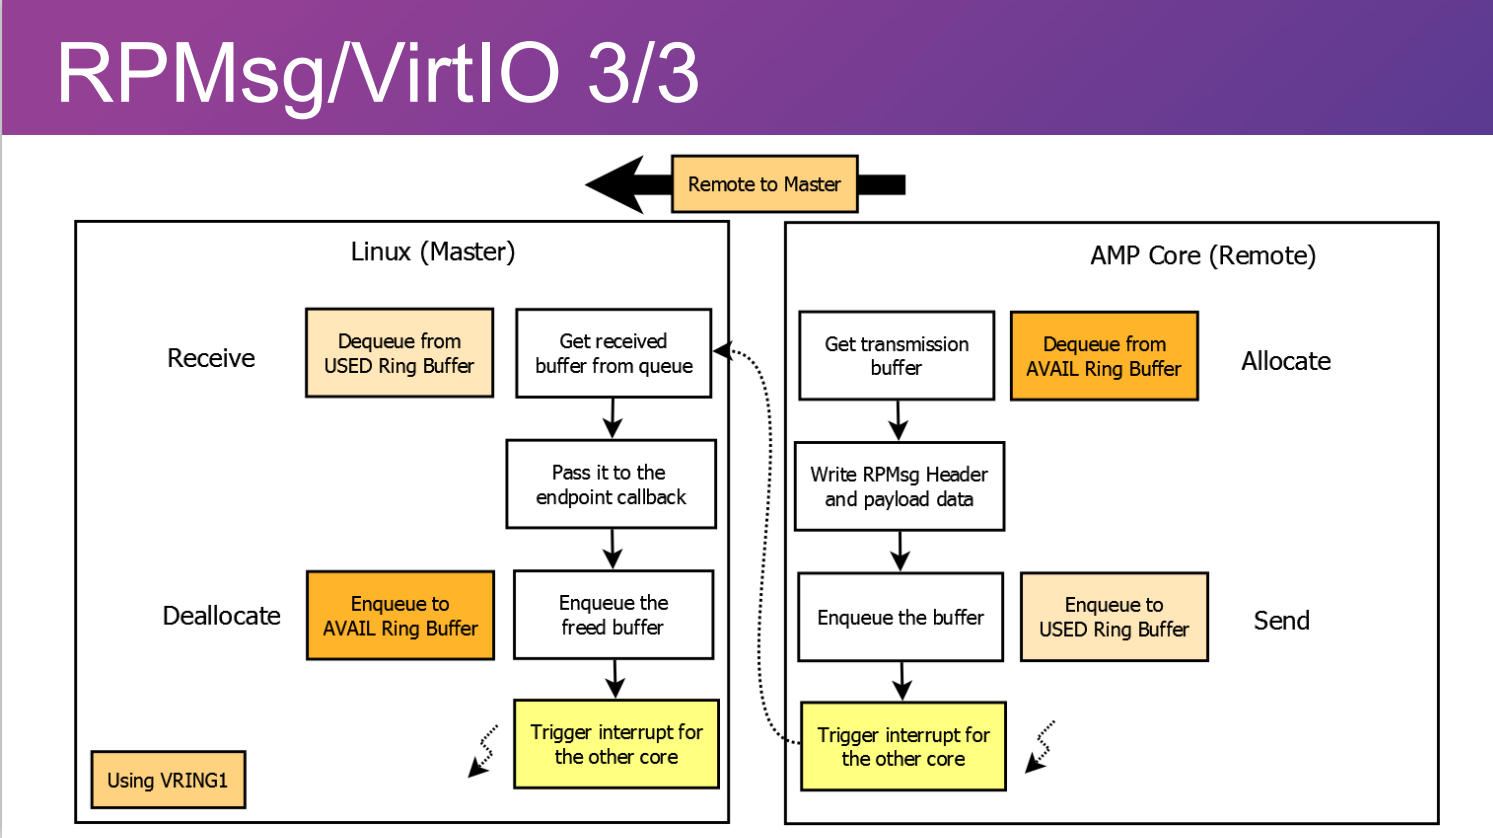 RPMsg/VirtIO 3/3
Remote to Master
Linux (Master)
Receive
Dequeue from
USED Ring Buffer
Get received
buffer from queue
Pass it to the
endpoint callback
Deallocate
Enqueue to
AVAIL Ring Buffer
Enqueue the
freed buffer
Trigger interrupt for
the other core
Using VRING1
AMP Core (Remote)
Get transmission
buffer
Dequeue from
AVAIL Ring Buffer
Allocate
Write RPMsg Header
and payload data
Enqueue the buffer
Enqueue to
USED Ring Buffer
Send
Trigger interrupt for
the other core